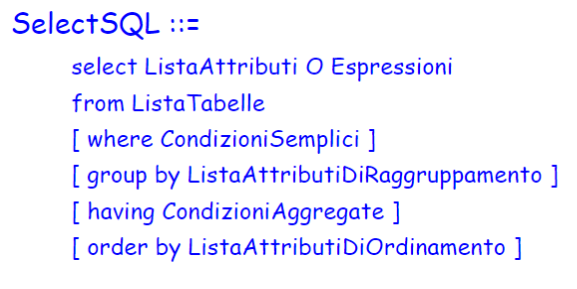 SelectSQL ::=
select ListaAttributi O Espressioni
from ListaTabelle
[ where CondizioniSemplici ]
[ group by ListaAttributiDiRaggruppamento ]
[ having CondizioniAggregate ]
[ order by ListaAttributiDiOrdinamento ]